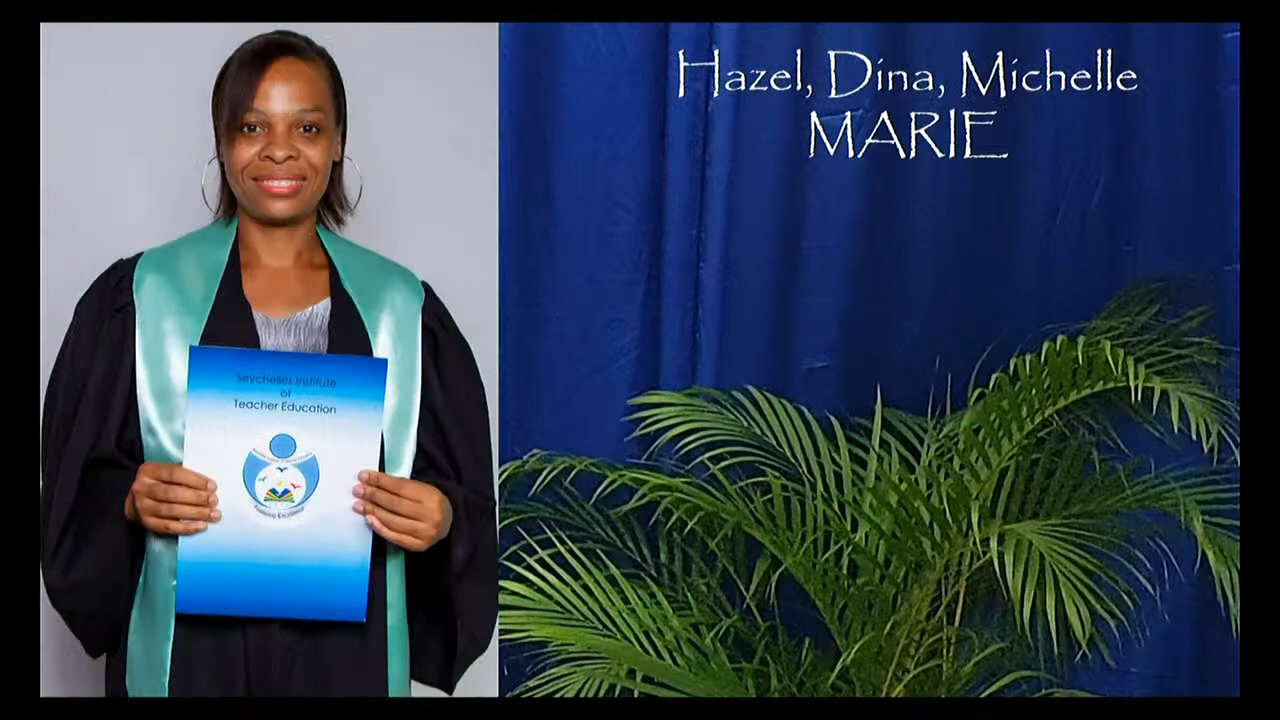 Hazel, Dina, Michelle
MARIE
Seychelles Institute
of
Teacher Education